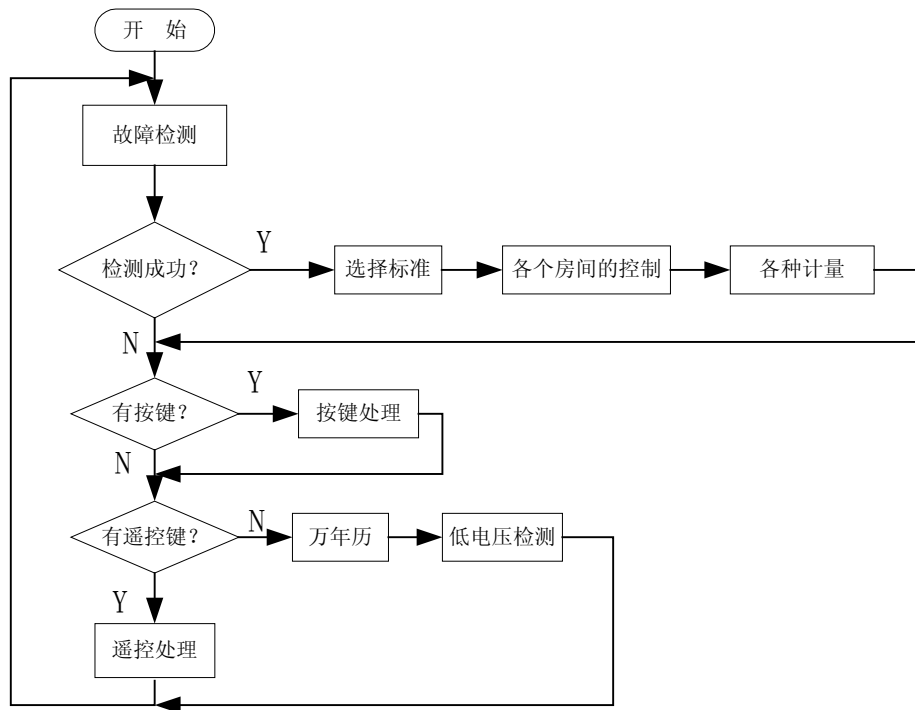 开 始
故障检测
检测成功?
Y
选择标准
各个房间的控制
各种计量
N
有按键?
Y
按键处理
N
有遥控键?
N
万年历
低电压检测
Y
遥控处理